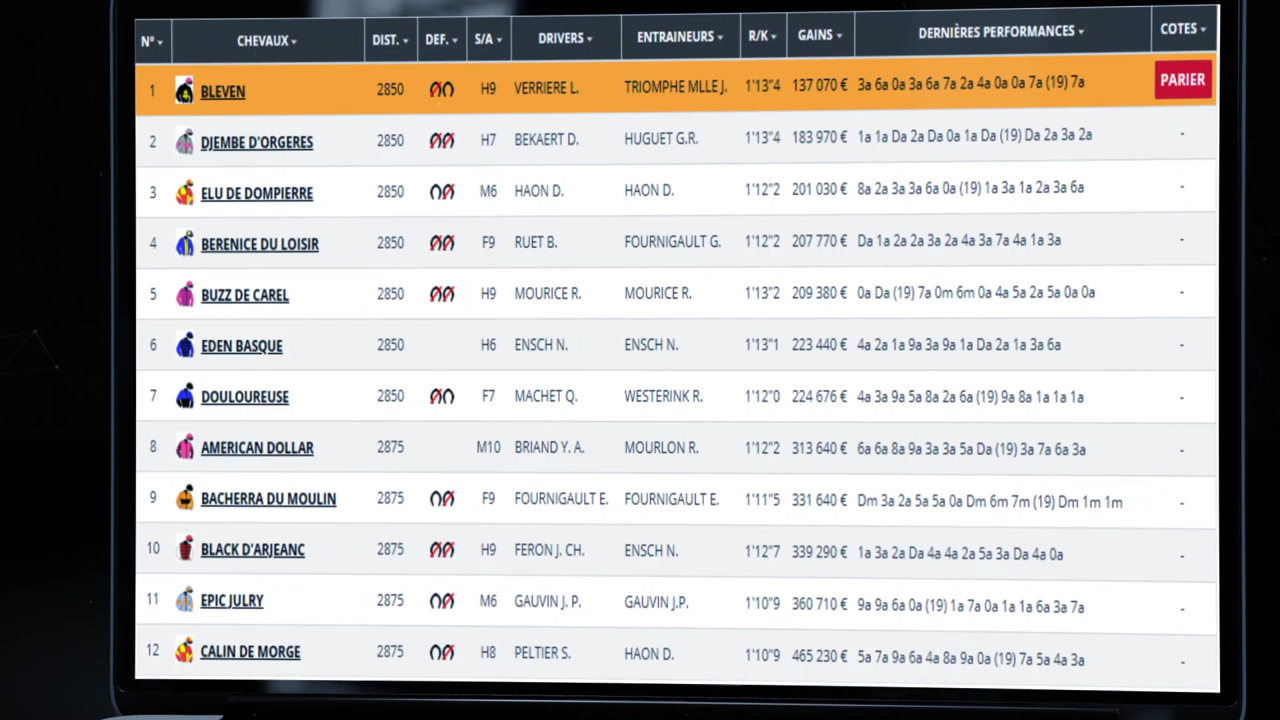 N° CHEVAUX DIST. DEF. S/A DRIVERS ENTRAINEURS R/K GAINS DERNIÈRES PERFORMANCES COTES
1 BLEVEN 2850 H9 VERRIERE L. TRIOMPHE MLLE J. 1'13"4 137 070 € 3a 6a 0a 3a 6a 7a 2a 4a 0a 0a 7a (19) 7a PARIER
2 DJEMBE D'ORGERES 2850 H7 BEKAERT D. HUGUET G.R. 1'13"4 183 970 € 1a 1a Da 2a Da 0a 1a Da (19) Da 2a 3a 2a -
3 ELU DE DOMPIERRE 2850 M6 HAON D. HAON D. 1'12"2 201 030 € 8a 2a 3a 3a 6a 0a (19) 1a 3a 1a 2a 3a 6a -
4 BERENICE DU LOISIR 2850 F9 RUET B. FOURNIGAULT G. 1'12"2 207 770 € Da 1a 2a 2a 3a 2a 4a 3a 7a 4a 1a 3a -
5 BUZZ DE CAREL 2850 H9 MOURICE R. MOURICE R. 1'13"2 209 380 € 0a Da (19) 7a 0m 6m 0a 4a 5a 2a 5a 0a 0a -
6 EDEN BASQUE 2850 H6 ENSCH N. ENSCH N. 1'13"1 223 440 € 4a 2a 1a 9a 3a 9a 1a Da 2a 1a 3a 6a -
7 DOULOUREUSE 2850 F7 MACHET Q. WESTERINK R. 1'12"0 224 676 € 4a 3a 9a 5a 8a 2a 6a (19) 9a 8a 1a 1a 1a -
8 AMERICAN DOLLAR 2875 M10 BRIAND Y. A. MOURLON R. 1'12"2 313 640 € 6a 6a 8a 9a 3a 3a 5a Da (19) 3a 7a 6a 3a -
9 BACHERRA DU MOULIN 2875 F9 FOURNIGAULT E. FOURNIGAULT E. 1'11"5 331 640 € Dm 3a 2a 5a 5a 0a Dm 6m 7m (19) Dm 1m 1m -
10 BLACK D'ARJEANC 2875 H9 FERON J. CH. ENSCH N. 1'12"7 339 290 € 1a 3a 2a Da 4a 4a 2a 5a 3a Da 4a 0a -
11 EPIC JULRY 2875 M6 GAUVIN J. P. GAUVIN J.P. 1'10"9 360 710 € 9a 9a 6a 0a (19) 1a 7a 0a 1a 1a 6a 3a 7a -
12 CALIN DE MORGE 2875 H8 PELTIER S. HAON D. 1'10"9 465 230 € 5a 7a 9a 6a 4a 8a 9a 0a (19) 7a 5a 4a 3a -